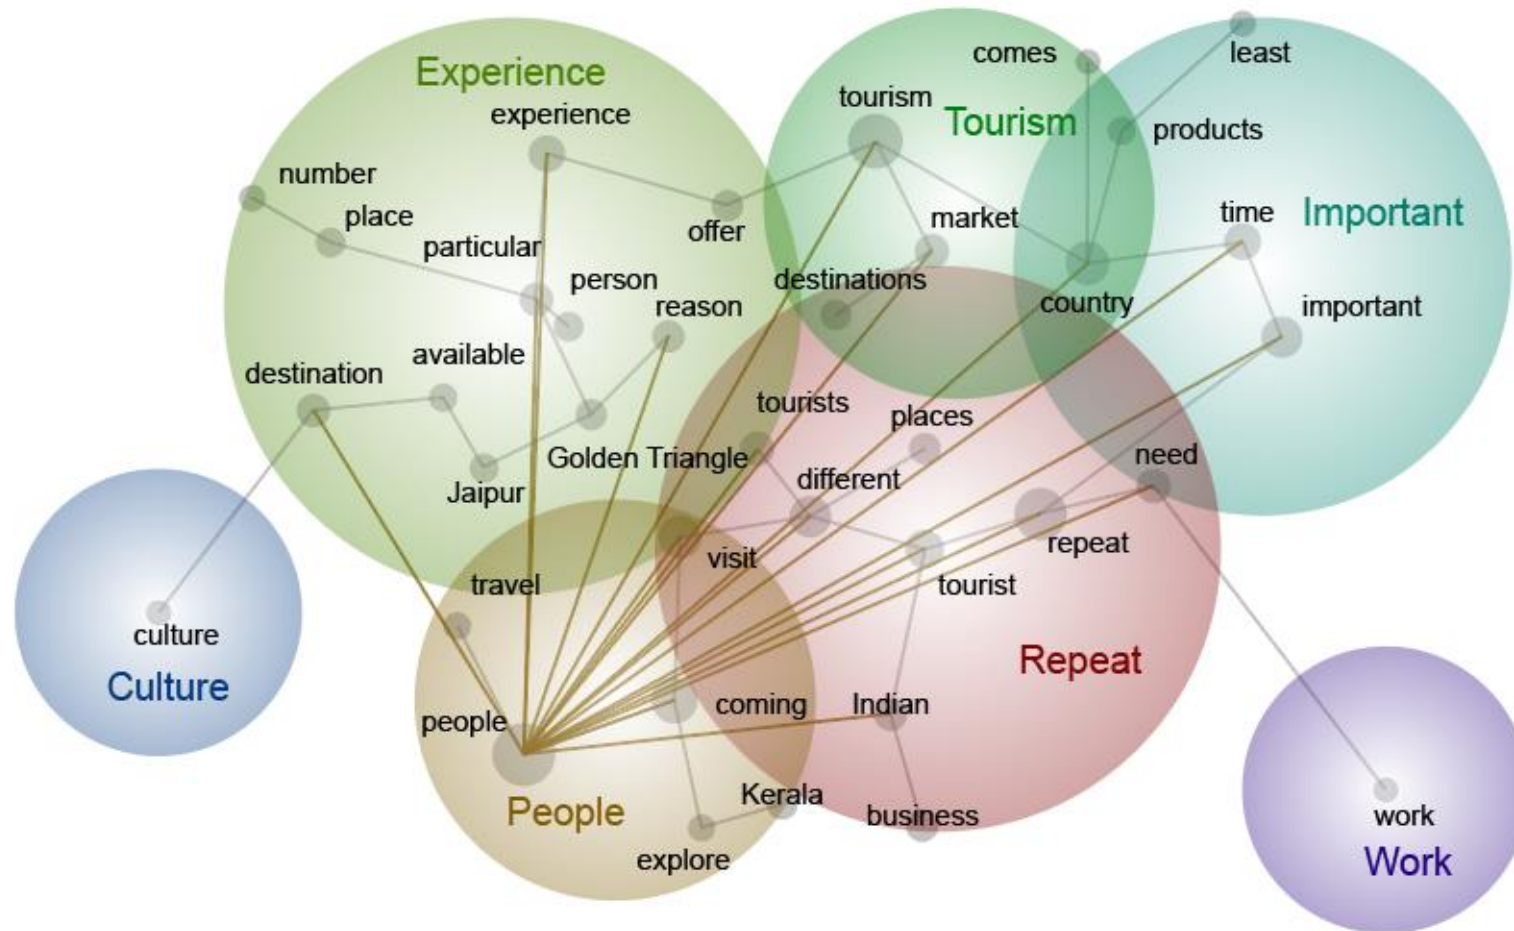 comes
least
Experience
tourism
experience
Tourism
products
number
place
time
Important
offer
market
particular
person
destinations
reason
country
important
available
destination
tourists
places
Golden Triangle
need
different
Jaipur
repeat
visit
travel
tourist
culture
Repeat
Culture
coming
Indian
people
Kerala
People
business
work
explore
Work